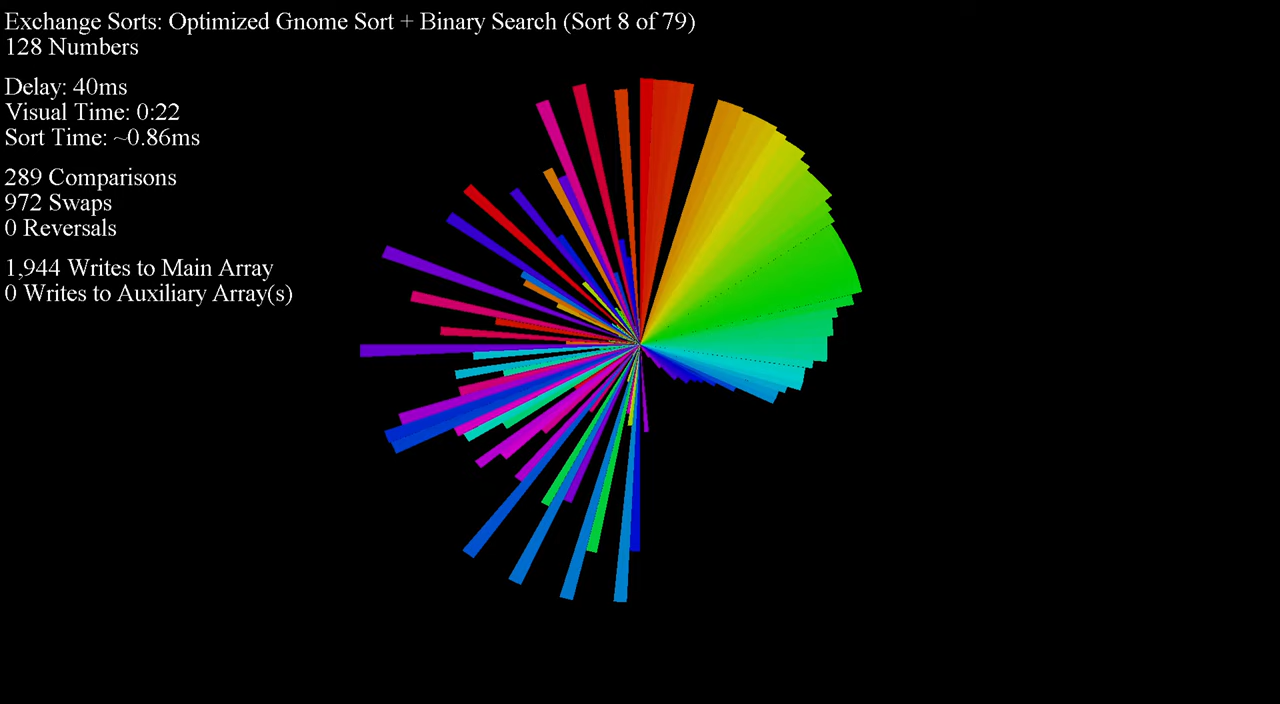 Exchange Sorts: Optimized Gnome Sort + Binary Search (Sort 8 of 79)
128 Numbers
Delay: 40ms
Visual Time: 0:22
Sort Time: ~0.86ms
289 Comparisons
972 Swaps
0 Reversals
1,944 Writes to Main Array
0 Writes to Auxiliary Array(s)